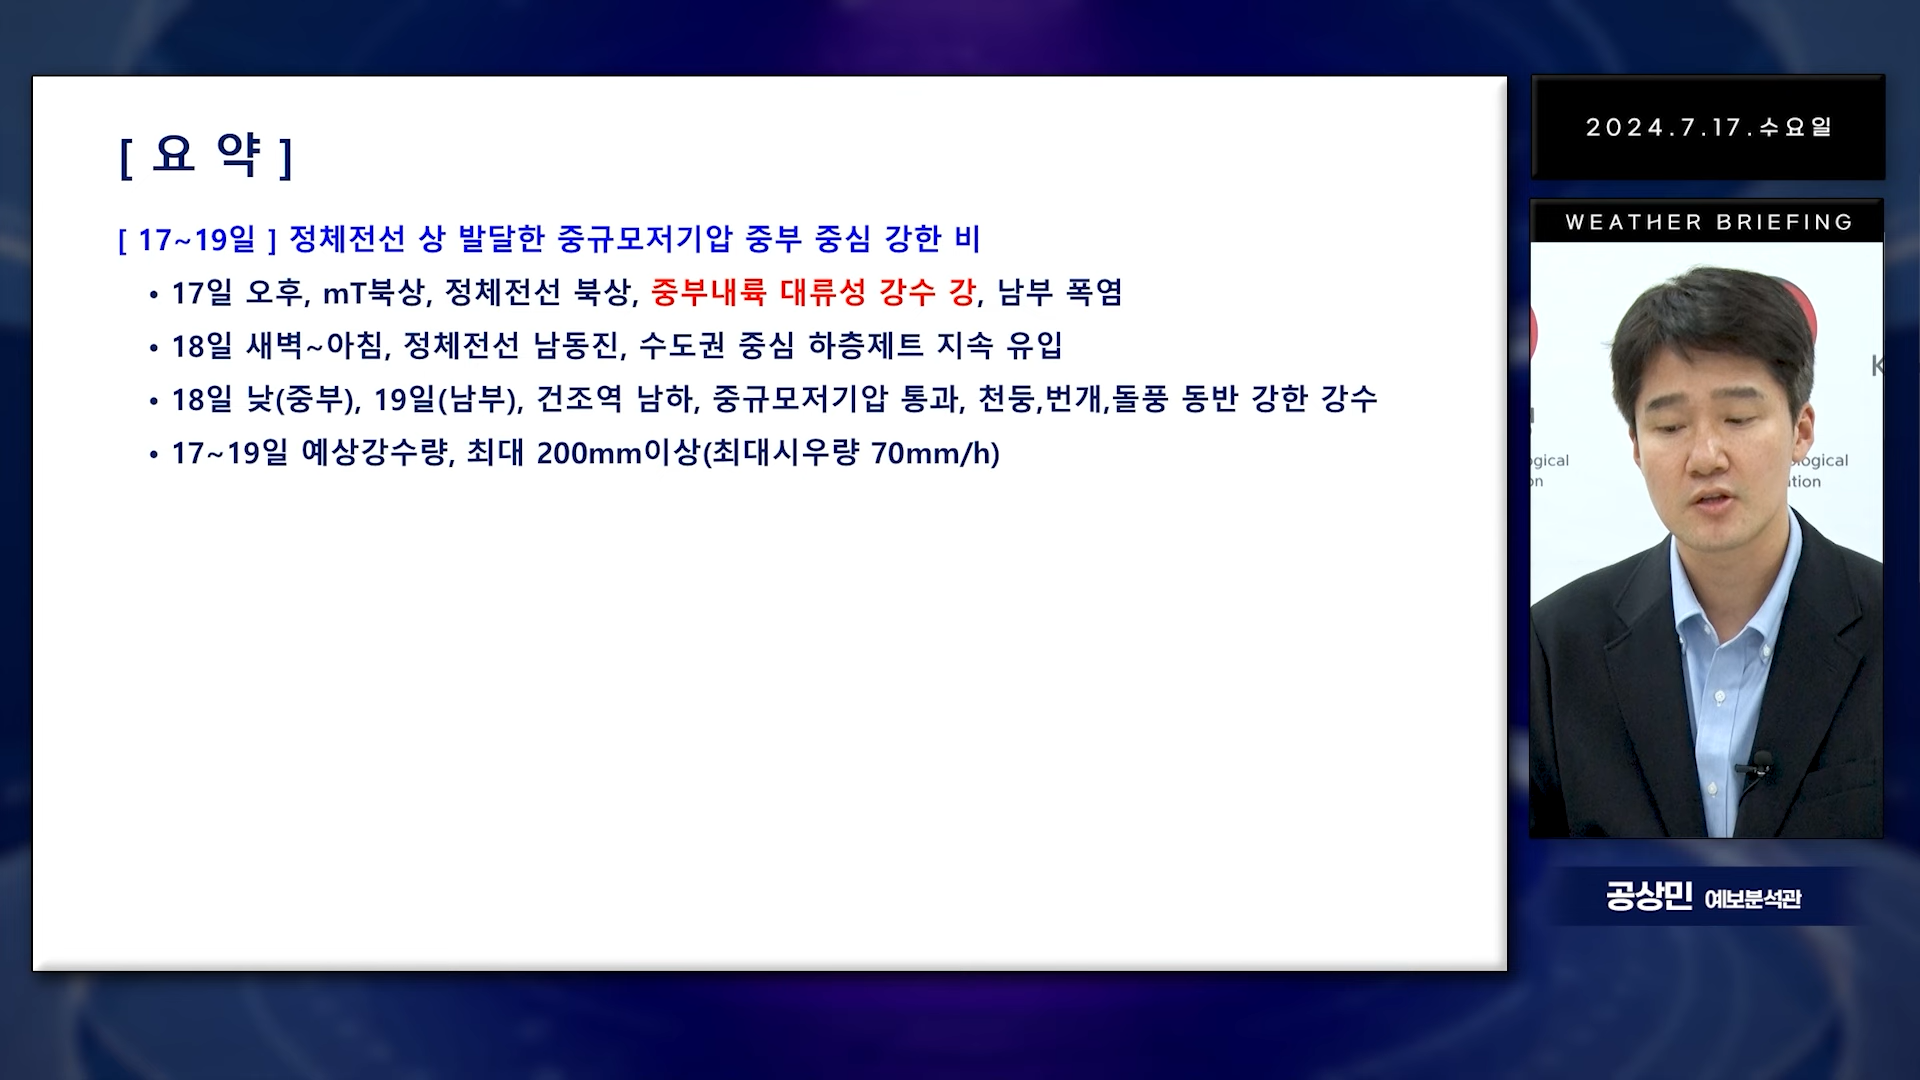 [ 요 약 ]
[ 17~19일 ] 정체전선 상 발달한 중규모저기압 중부 중심 강한 비
• 17일 오후, mT북상, 정체전선 북상, 중부내륙 대류성 강수 강, 남부 폭염
• 18일 새벽~아침, 정체전선 남동진, 수도권 중심 하층제트 지속 유입
• 18일 낮(중부), 19일(남부), 건조역 남하, 중규모저기압 통과, 천둥,번개,돌풍 동반 강한 강수
• 17~19일 예상강수량, 최대 200mm이상(최대시우량 70mm/h)
2024.7.17.수요일
WEATHER BRIEFING
공상민 예보분석관